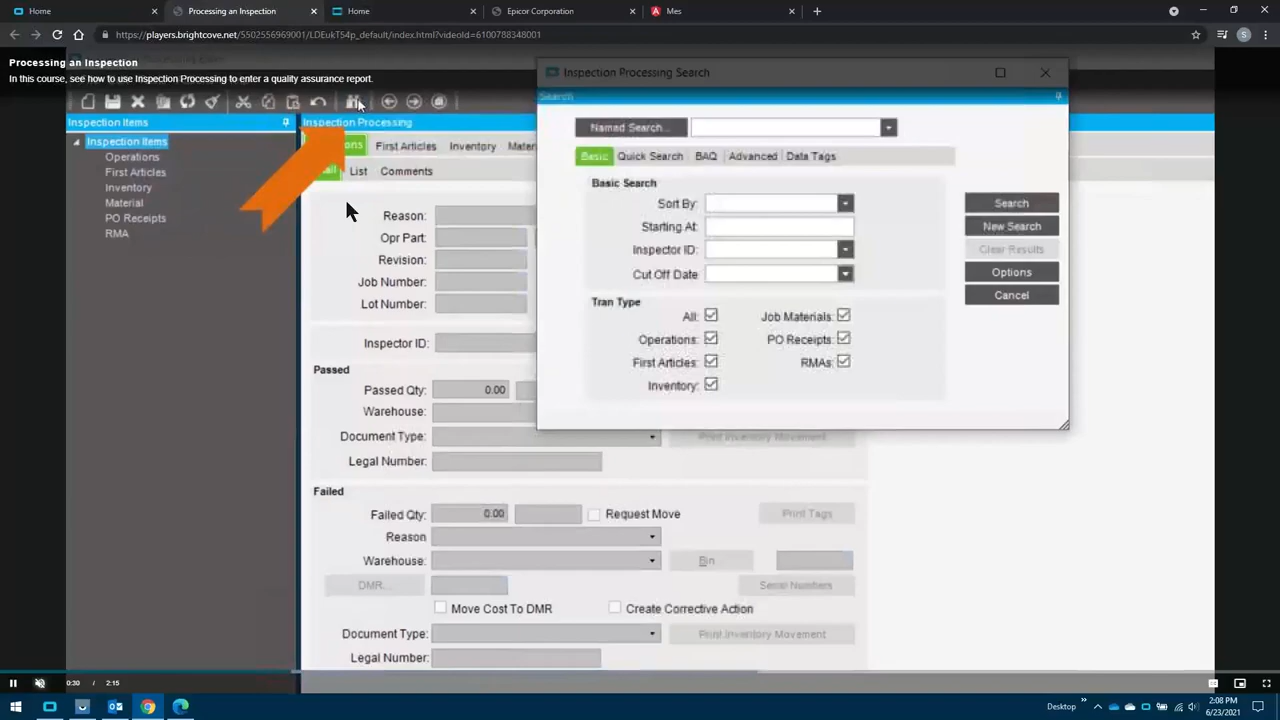 Home
Processing an Inspection
Home
Epicor Corporation
Mes
https://players.brightcove.net/5502556969001/LDEukT54p_default/index.html?videoId=6100788348001
S
Processing an Inspection
In this course, see how to use Inspection Processing to enter a quality assurance report.
Inspection Processing Search
Search
Inspection Items
Inspection Processing
Named Search...
Inspection Items
Operations
First Articles
Inventory
Material
PO Receipts
RMA
First Articles
Inventory
List
Comments
Basic
Quick Search
BAQ
Advanced
Data Tags
Basic Search
Sort By:
Starting At:
Inspector ID:
Cut Off Date
Search
New Search
Clear Results
Options
Cancel
Tran Type
All:
Job Materials:
Operations:
PO Receipts:
First Articles:
RMAs:
Inventory:
Reason:
Opr Part:
Revision:
Job Number:
Lot Number:
Inspector ID:
Passed
Passed Qty:
0.00
Warehouse:
Document Type:
Print Inventory Movement
Legal Number:
Failed
Failed Qty:
0.00
Request Move
Print Tags
Reason
Warehouse:
Bin
DMR...
Serial Numbers
Move Cost To DMR
Create Corrective Action
Document Type:
Print Inventory Movement
Legal Number:
0:30 / 2:15
Desktop
2:08 PM
6/23/2021